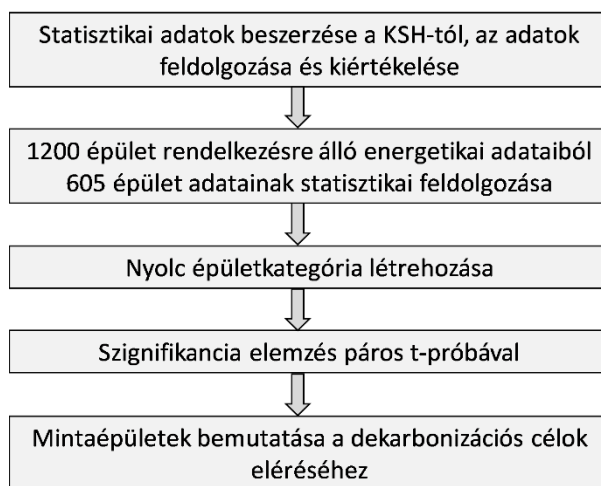 Statisztikai adatok beszerzése a KSH-tól, az adatok
feldolgozása és kiértékelése
1200 épület rendelkezésre álló energetikai adataiból
605 épület adatainak statisztikai feldolgozása
Nyolc épületkategória létrehozása
Szignifikancia elemzés páros t-próbával
Mintaépületek bemutatása a dekarbonizációs célok
eléréséhez